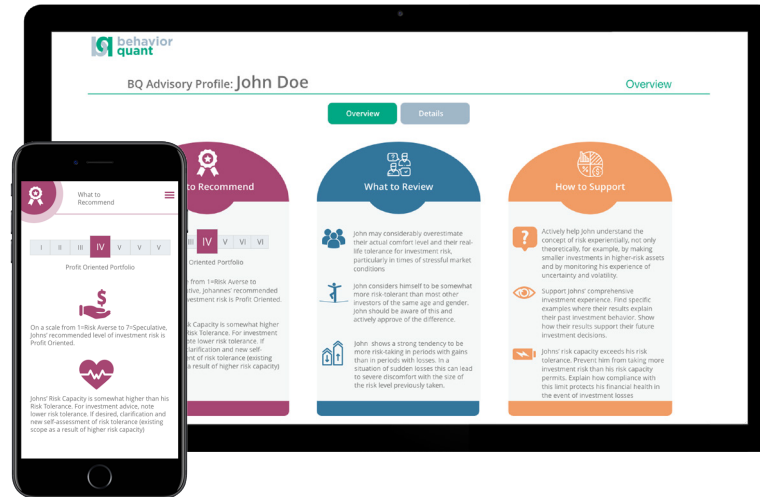 behavior
quant
BQ Advisory Profile: John Doe
Overview
Overview
Details
to Recommend
III IV V VI VI
Oriented Portfolio
from 1=Risk Averse to
Johannes' recommended
investment risk is Profit Oriented.
Risk Capacity is somewhat higher
Risk Tolerance. For investment
note lower risk tolerance. If
clarification and new self-
of risk tolerance (existing
a result of higher risk capacity)
What to Review
John may considerably overestimate
their actual comfort level and their real-
life tolerance for investment risk,
particularly in times of stressful market
conditions
John considers himself to be somewhat
more risk-tolerant than most other
investors of the same age and gender.
John should be aware of this and
actively approve of the difference.
John shows a strong tendency to be
more risk-taking in periods with gains
than in periods with losses. In a
situation of sudden losses this can lead
to severe discomfort with the size of
the risk level previously taken.
How to Support
Actively help John understand the
concept of risk experientially, not only
theoretically, for example, by making
smaller investments in higher-risk assets
and by monitoring his experience of
uncertainty and volatility.
Support Johns' comprehensive
investment experience. Find specific
examples where their results explain
their past investment behavior. Show
how their results support their future
investment decisions.
Johns' risk capacity exceeds his risk
tolerance. Prevent him from taking more
investment risk than his risk capacity
permits. Explain how compliance with
this limit protects his financial health in
the event of investment losses
What to
Recommend
I II III IV V V V
Profit Oriented Portfolio
On a scale from 1=Risk Averse to 7=Speculative,
Johns' recommended level of investment risk is
Profit Oriented.
Johns' Risk Capacity is somewhat higher than his
Risk Tolerance. For investment advice, note
lower risk tolerance. If desired, clarification and
new self-assessment of risk tolerance (existing
scope as a result of higher risk capacity)